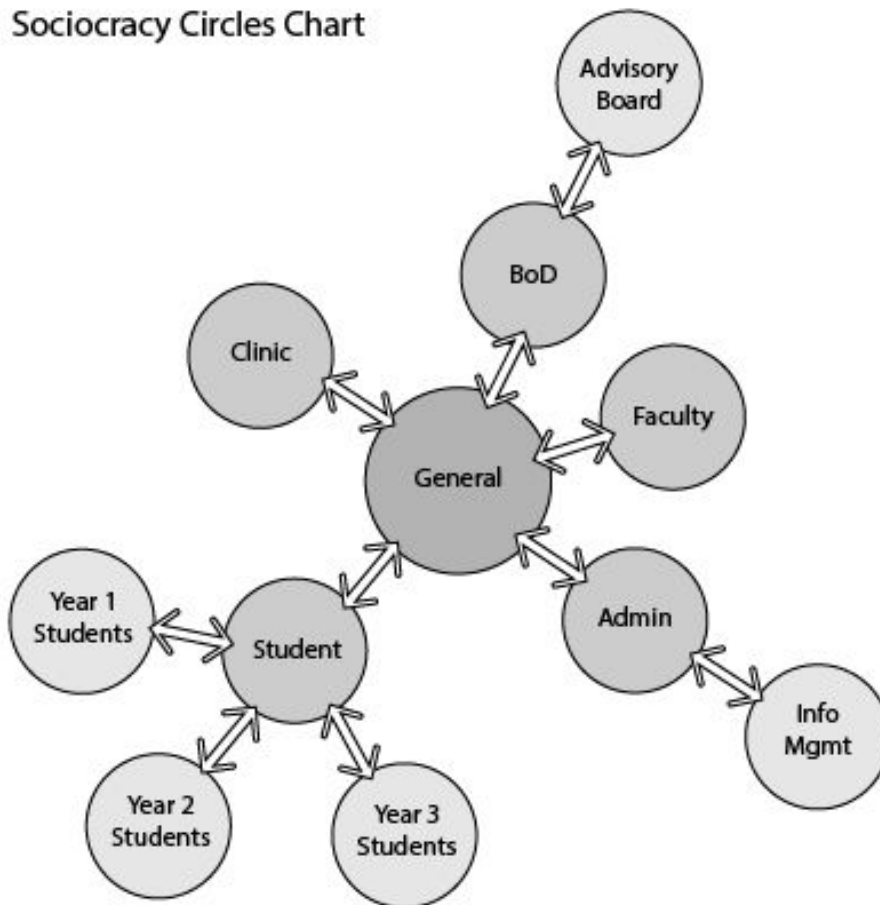 Sociocracy Circles Chart
Advisory
Board
BoD
Clinic
Faculty
General
Year 1
Students
Student
Admin
Info
Mgmt
Year 2
Students
Year 3
Students